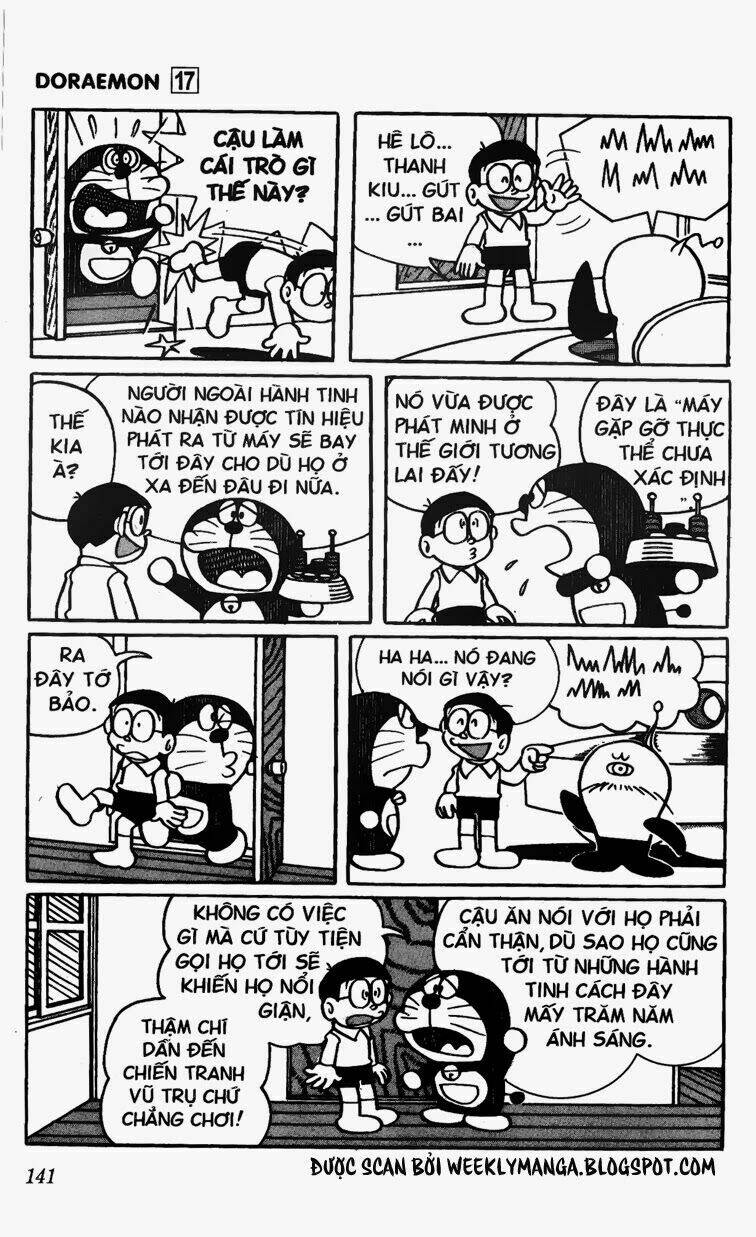 DORAEMON 17
HÊ LÔ...
THANH
KIU... GÚT
... GÚT BAI
...
CẬU LÀM
CÁI TRÒ GÌ
THẾ NÀY?
ĐÂY LÀ “MÁY
GẶP GỠ THỰC
THỂ CHƯA
XÁC ĐỊNH
”
NÓ VỪA ĐƯỢC
PHÁT MINH Ở
THẾ GIỚI TƯƠNG
LAI ĐẤY!
NGƯỜI NGOÀI HÀNH TINH
NÀO NHẬN ĐƯỢC TÍN HIỆU
PHÁT RA TỪ MÁY SẼ BAY
TỚI ĐÂY CHO DÙ HỌ Ở
XA ĐẾN ĐÂU ĐI NỮA.
THẾ
KIA
À?
HA HA... NÓ ĐANG
NÓI GÌ VẬY?
RA
ĐÂY TỚ
BẢO.
CẬU ĂN NÓI VỚI HỌ PHẢI
CẨN THẬN, DÙ SAO HỌ CŨNG
TỚI TỪ NHỮNG HÀNH
TINH CÁCH ĐÂY
MẤY TRĂM NĂM
ÁNH SÁNG.
KHÔNG CÓ VIỆC
GÌ MÀ CỨ TÙY TIỆN
GỌI HỌ TỚI SẼ
KHIẾN HỌ NỔI
GIẬN,
THẬM CHÍ
DẪN ĐẾN
CHIẾN TRANH
VŨ TRỤ CHỨ
CHẲNG CHƠI!
141
ĐƯỢC SCAN BỞI WEEKLYMANGA.BLOGSPOT.COM